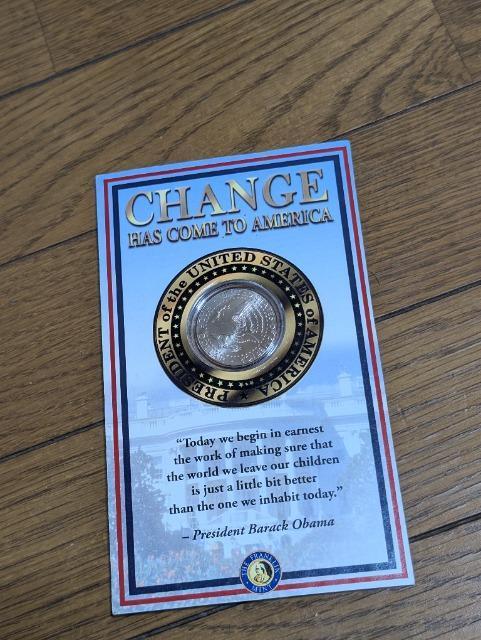 CHANGE
HAS COME TO AMERICA
PRESIDENT of the UNITED STATES of AMERICA
“Today we begin in earnest
the work of making sure that
the world we leave our children
is just a little bit better
than the one we inhabit today.”
– President Barack Obama
THE FRANKLIN
MINT